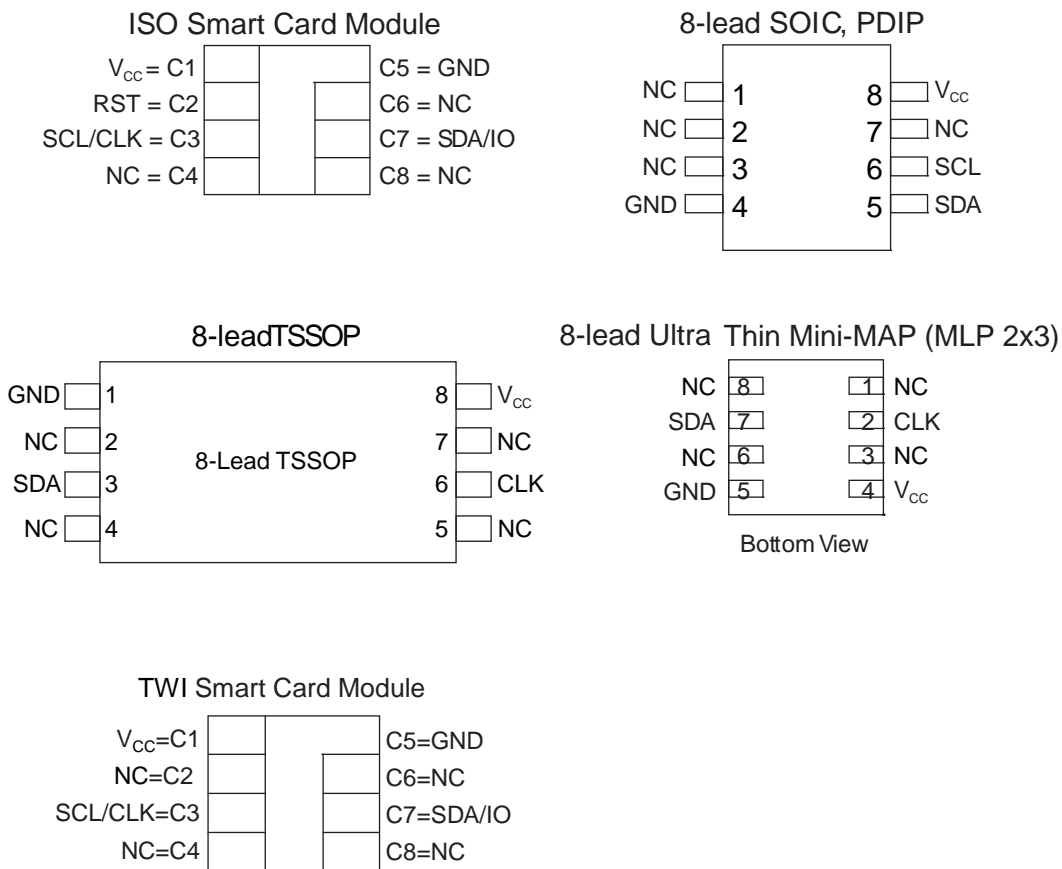 ISO Smart Card Module
V_CC = C1
RST = C2
SCL/CLK = C3
NC = C4
C5 = GND
C6 = NC
C7 = SDA/IO
C8 = NC
8-lead SOIC, PDIP
NC 1 8 V_CC
NC 2 7 NC
NC 3 6 SCL
GND 4 5 SDA
8-leadTSSOP
GND 1 8 V_CC
NC 2 7 NC
SDA 3 6 CLK
NC 4 5 NC
8-Lead TSSOP
8-lead Ultra Thin Mini-MAP (MLP 2x3)
NC 8 1 NC
SDA 7 2 CLK
NC 6 3 NC
GND 5 4 V_CC
Bottom View
TWI Smart Card Module
V_CC=C1
NC=C2
SCL/CLK=C3
NC=C4
C5=GND
C6=NC
C7=SDA/IO
C8=NC